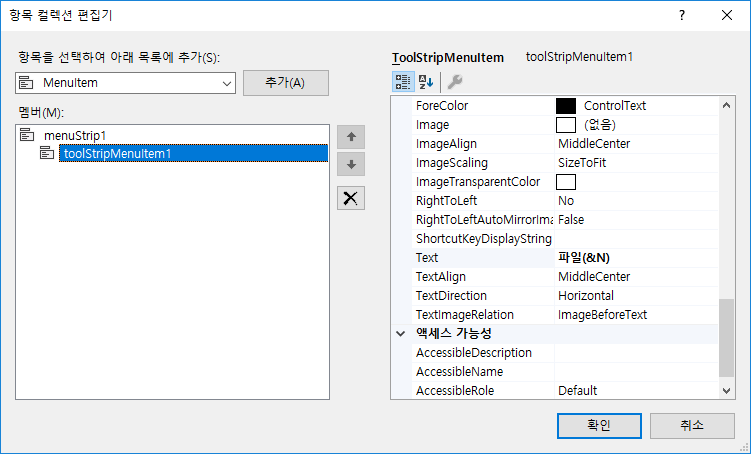 항목 컬렉션 편집기
항목을 선택하여 아래 목록에 추가(S):
MenuItem
추가(A)
멤버(M):
menuStrip1
toolStripMenuItem1
ToolStripMenuItem toolStripMenuItem1
ForeColor ControlText
Image (없음)
ImageAlign MiddleCenter
ImageScaling SizeToFit
ImageTransparentColor
RightToLeft No
RightToLeftAutoMirrorIma False
ShortcutKeyDisplayString
Text 파일(&N)
TextAlign MiddleCenter
TextDirection Horizontal
TextImageRelation ImageBeforeText
액세스 가능성
AccessibleDescription
AccessibleName
AccessibleRole Default
확인
취소